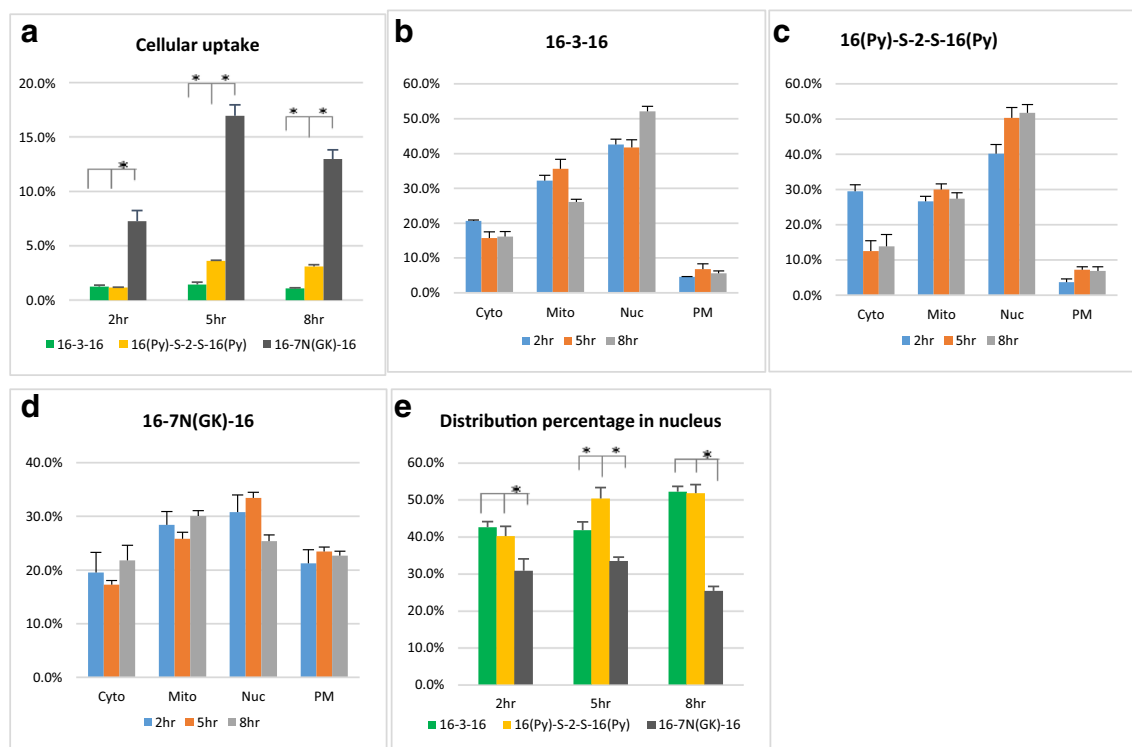 a
Cellular uptake
20.0%
15.0%
10.0%
5.0%
0.0%
* *
* *
*
2hr 5hr 8hr
16-3-16 16(Py)-S-2-S-16(Py) 16-7N(GK)-16
b
16-3-16
60.0%
50.0%
40.0%
30.0%
20.0%
10.0%
0.0%
Cyto Mito Nuc PM
2hr 5hr 8hr
c
16(Py)-S-2-S-16(Py)
60.0%
50.0%
40.0%
30.0%
20.0%
10.0%
0.0%
Cyto Mito Nuc PM
2hr 5hr 8hr
d
16-7N(GK)-16
40.0%
30.0%
20.0%
10.0%
0.0%
Cyto Mito Nuc PM
2hr 5hr 8hr
e
Distribution percentage in nucleus
* * *
*
60.0%
50.0%
40.0%
30.0%
20.0%
10.0%
0.0%
2hr 5hr 8hr
16-3-16 16(Py)-S-2-S-16(Py) 16-7N(GK)-16